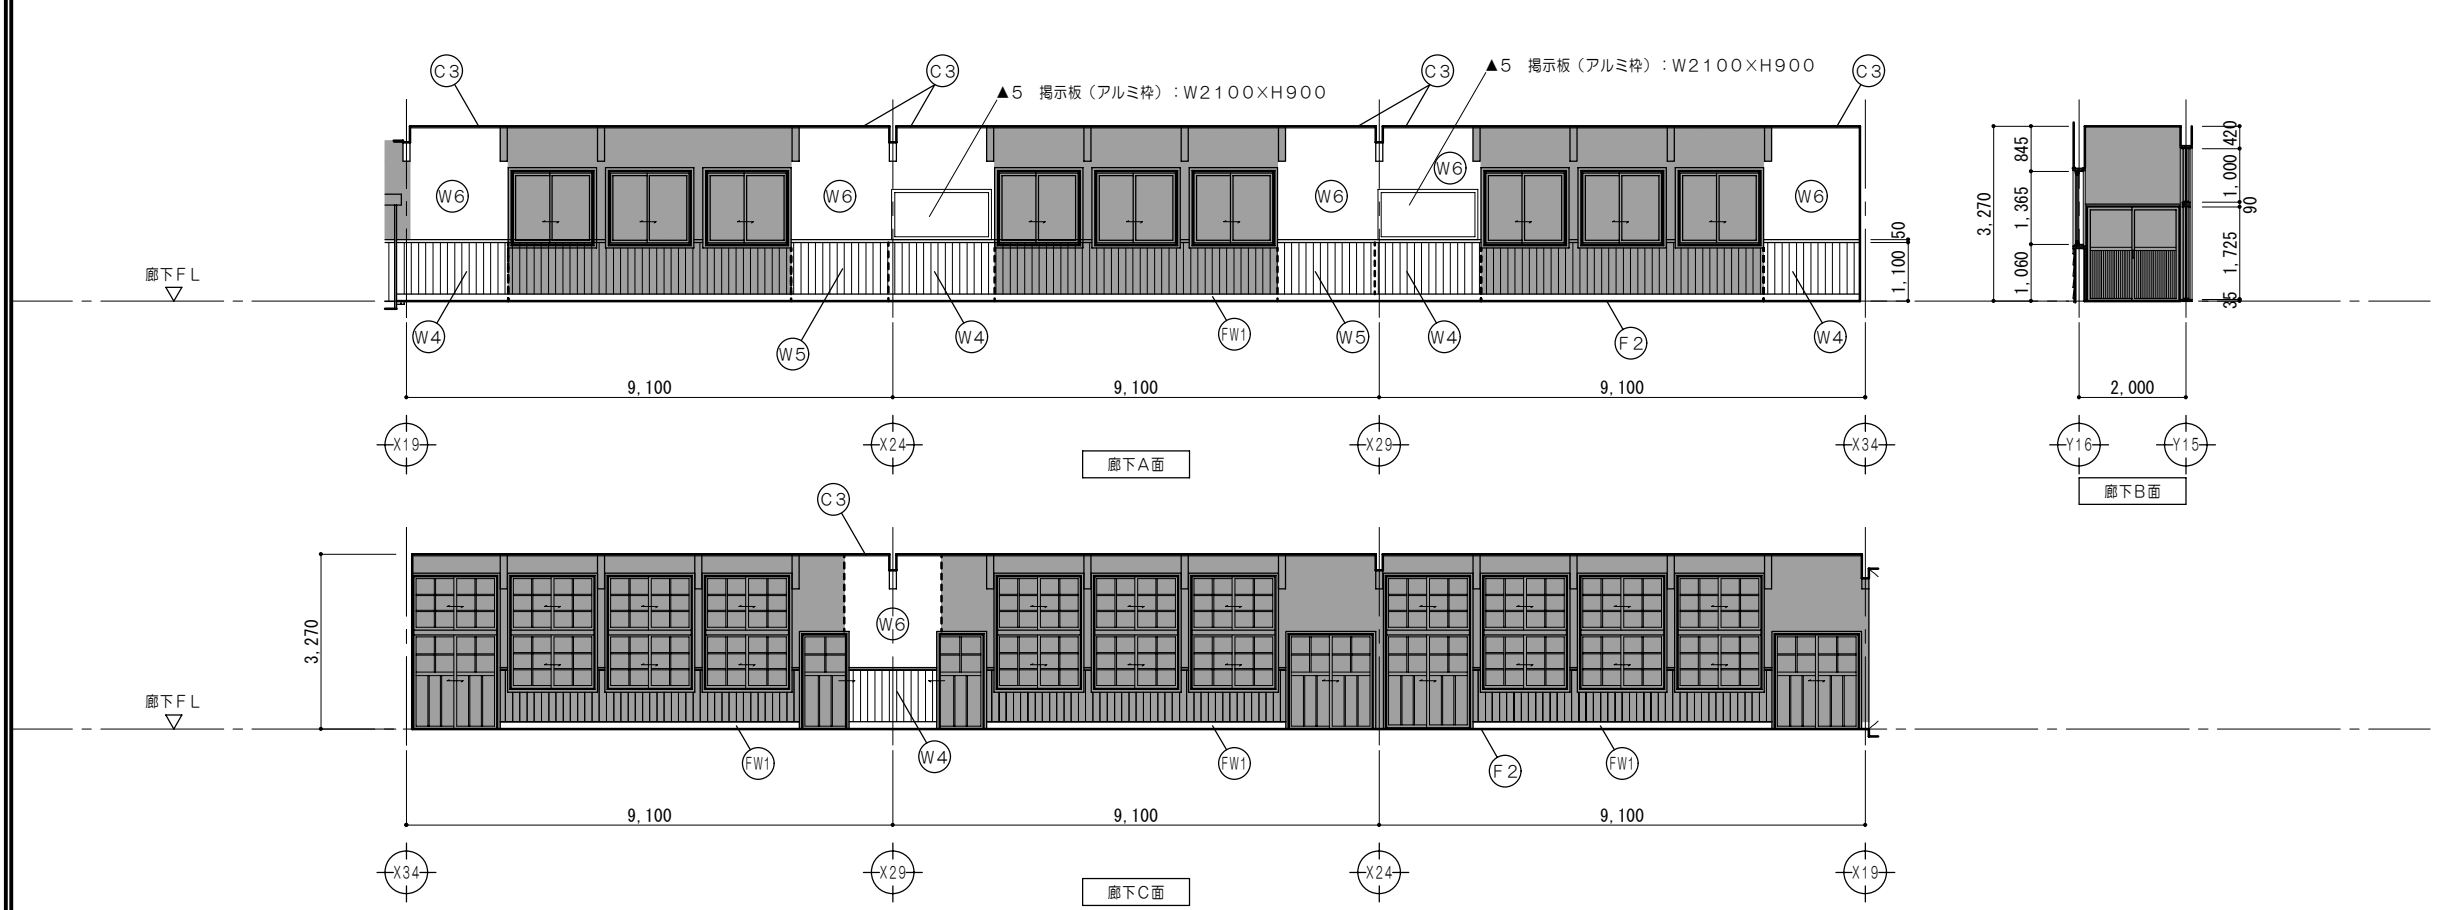 C3 C3 C3 C3
▲5 掲示板（アルミ枠）：W2100×H900
▲5 掲示板（アルミ枠）：W2100×H900
W6 W6 W6 W6 W6
廊下FL
W4 W5 W4 FW1 W5 W4 F2 W4
50
1,100
9,100 9,100 9,100
X19 X24 X29 X34
廊下A面
3,270
845
1,365
1,060
420
1,000
90
1,725
35
2,000
Y16 Y15
廊下B面
C3
3,270
W6
廊下FL
FW1 W4 FW1 F2 FW1
9,100 9,100 9,100
X34 X29 X24 X19
廊下C面